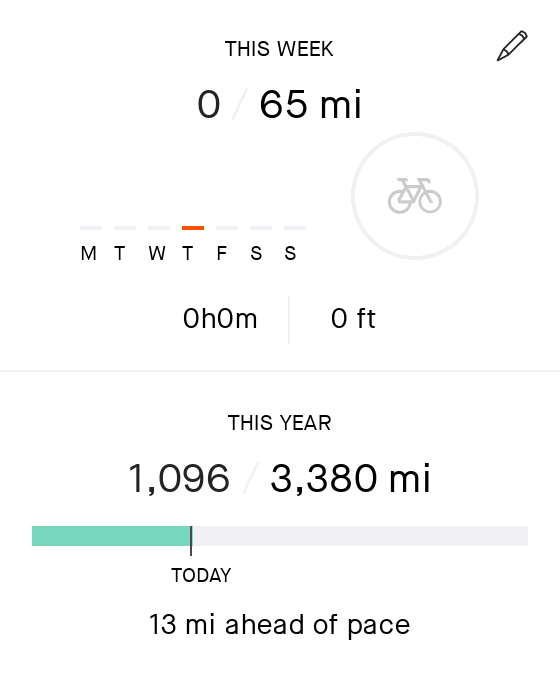 THIS WEEK
0 / 65 mi
M T W T F S S
0h0m
0 ft
THIS YEAR
1,096 / 3,380 mi
TODAY
13 mi ahead of pace